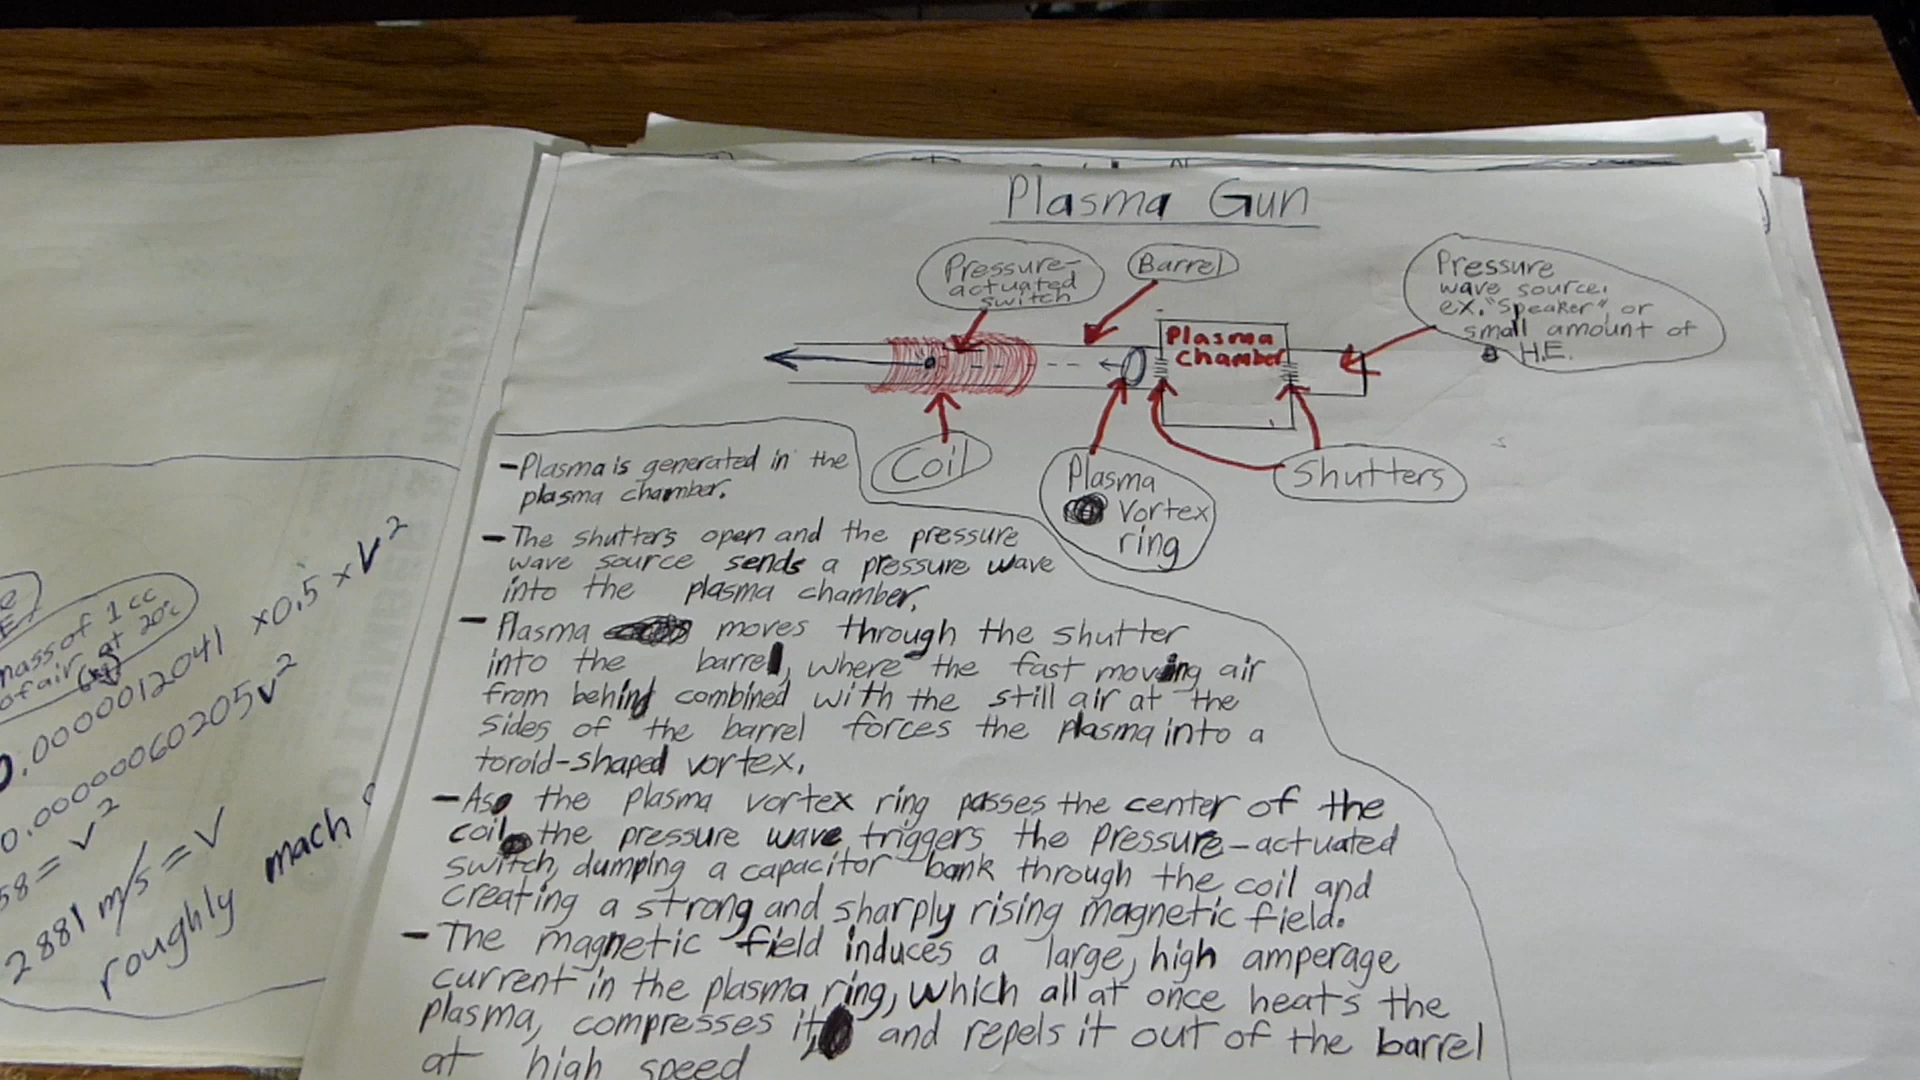 Plasma Gun
Pressure-
actuated
switch
Barrel
Pressure
wave source.
ex. "Speaker", or
small amount of
H.E.
Plasma
Chamber
Coil
Plasma
Vortex
ring
Shutters
-Plasma is generated in the
plasma chamber.
- The shutters open and the pressure
wave source sends a pressure wave
into the plasma chamber.
- Plasma moves through the shutter
into the barrel, where the fast moving air
from behind combined with the still air at the
sides of the barrel forces the plasma into a
toroid-shaped vortex.
- As the plasma vortex ring passes the center of the
coil the pressure wave triggers the pressure-actuated
switch, dumping a capacitor bank through the coil and
creating a strong and sharply rising magnetic field.
- The magnetic field induces a large, high amperage
current in the plasma ring, which all at once heats the
plasma, compresses it, and repels it out of the barrel
at high speed
mass of 1 cc
of air at 20°c
(kg)
0.0000012041 x0.5 x V²
0.00000060205V²
58 = V²
2881 m/s = V
roughly mach